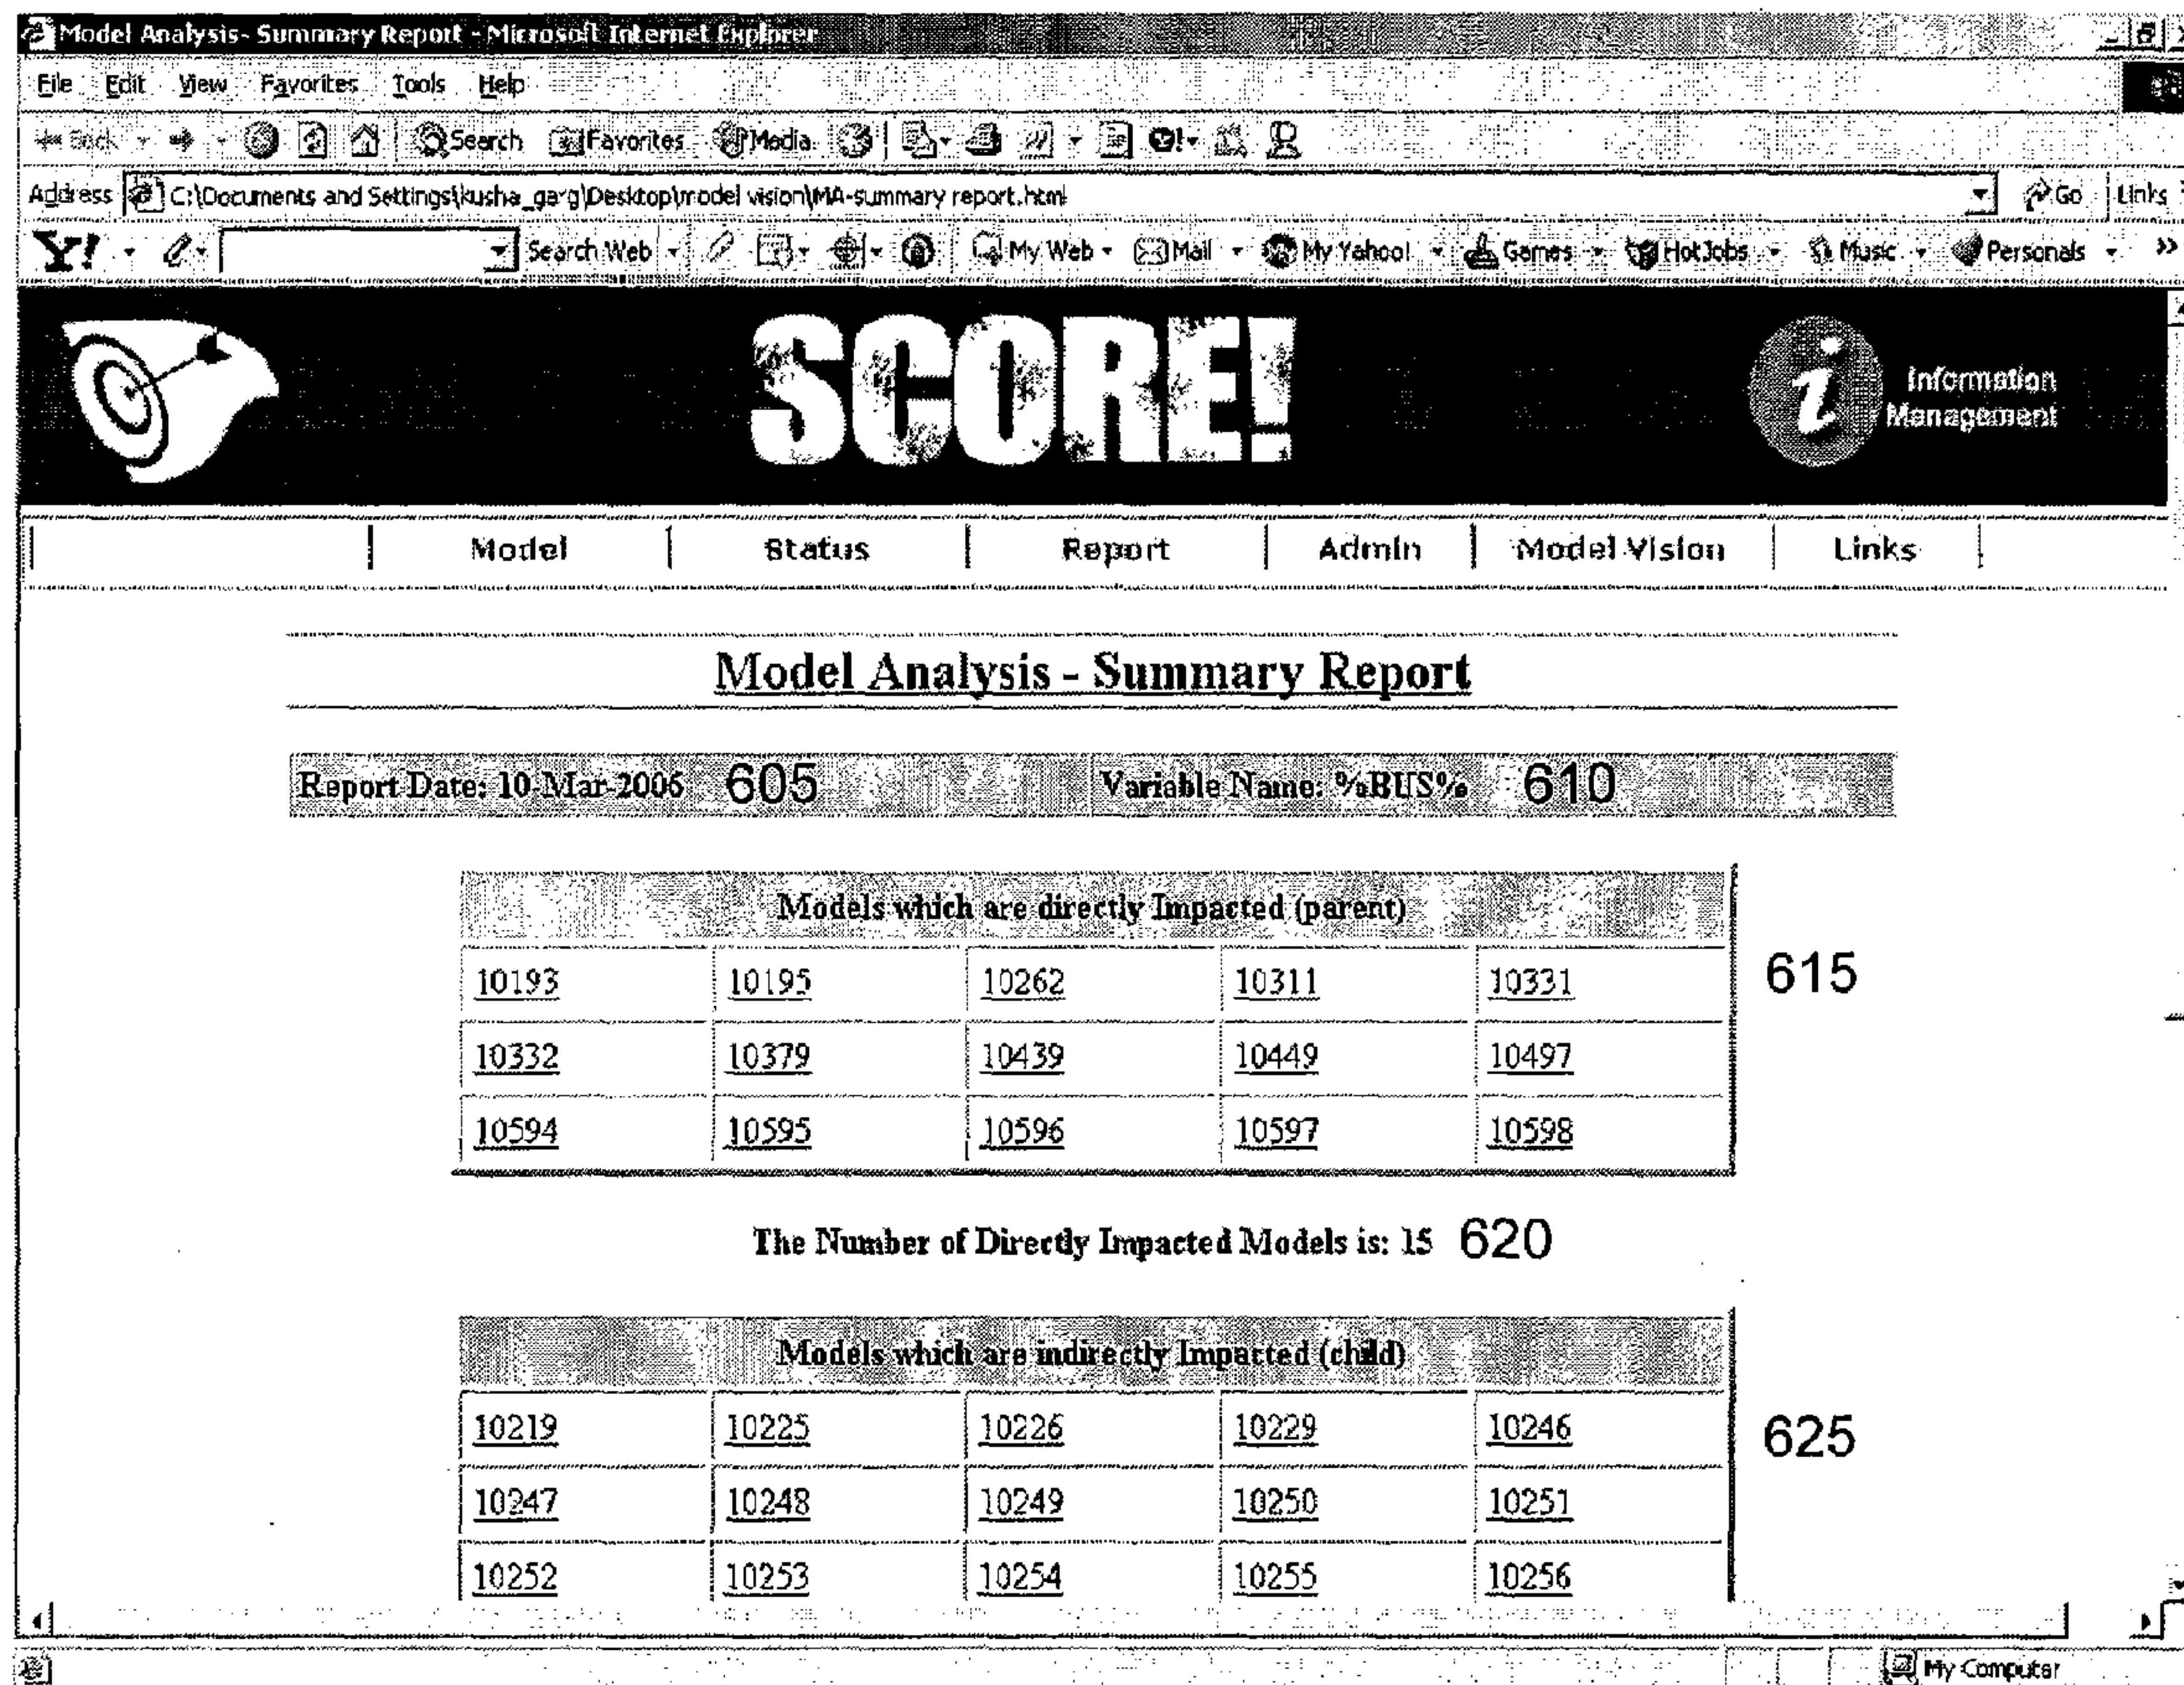 Model Analysis- Summary Report - Microsoft Internet Explorer
File Edit View Favorites Tools Help
Back Search Favorites Media
Address C:\Documents and Settings\kusha_garg\Desktop\model vision\MA-summary report.html Go Links
Y! Search Web My Web Mail My Yahoo! Games HotJobs Music Personals »
SCORE!
i Information
Management
Model Status Report Admin Model Vision Links
Model Analysis - Summary Report
Report Date: 10-Mar-2006 605 Variable Name: %BUS% 610
Models which are directly Impacted (parent)
10193 10195 10262 10311 10331 615
10332 10379 10439 10449 10497
10594 10595 10596 10597 10598
The Number of Directly Impacted Models is: 15 620
Models which are indirectly Impacted (child)
10219 10225 10226 10229 10246 625
10247 10248 10249 10250 10251
10252 10253 10254 10255 10256
My Computer